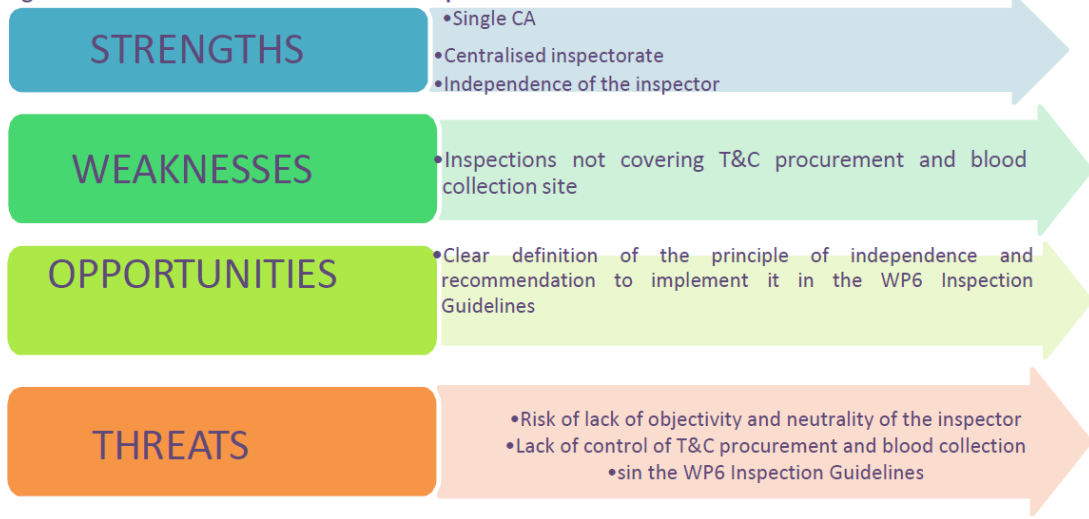 STRENGTHS
•Single CA
•Centralised inspectorate
•Independence of the inspector
WEAKNESSES
•Inspections not covering T&C procurement and blood
collection site
OPPORTUNITIES
•Clear definition of the principle of independence and
recommendation to implement it in the WP6 Inspection
Guidelines
THREATS
•Risk of lack of objectivity and neutrality of the inspector
•Lack of control of T&C procurement and blood collection
•sin the WP6 Inspection Guidelines